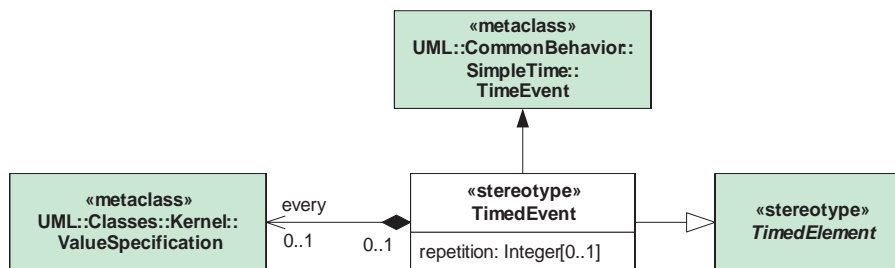 «metaclass»
UML::CommonBehavior::
SimpleTime::
TimeEvent
«metaclass»
UML::Classes::Kernel::
ValueSpecification
every
0..1
0..1
«stereotype»
TimedEvent
repetition: Integer[0..1]
«stereotype»
TimedElement